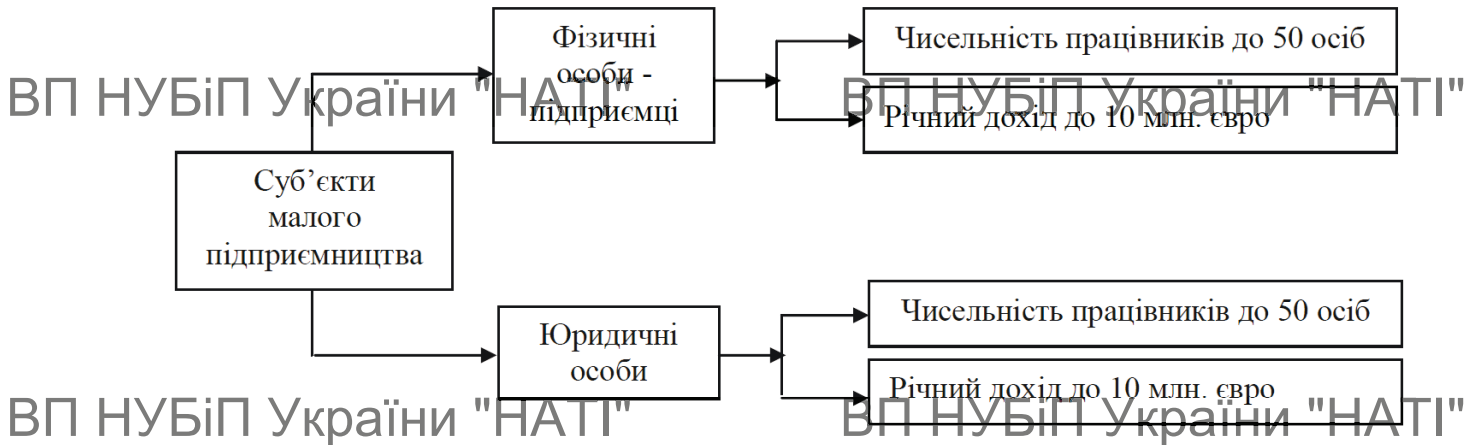 Фізичні
особи -
підприємці
Чисельність працівників до 50 осіб
ВП НУБіП України "НАТІ"
ВП НУБіП України "НАТІ"
Річний дохід до 10 млн. євро
Суб’єкти
малого
підприємництва
Юридичні
особи
Чисельність працівників до 50 осіб
Річний дохід до 10 млн. євро
ВП НУБіП України "НАТІ"
ВП НУБіП України "НАТІ"